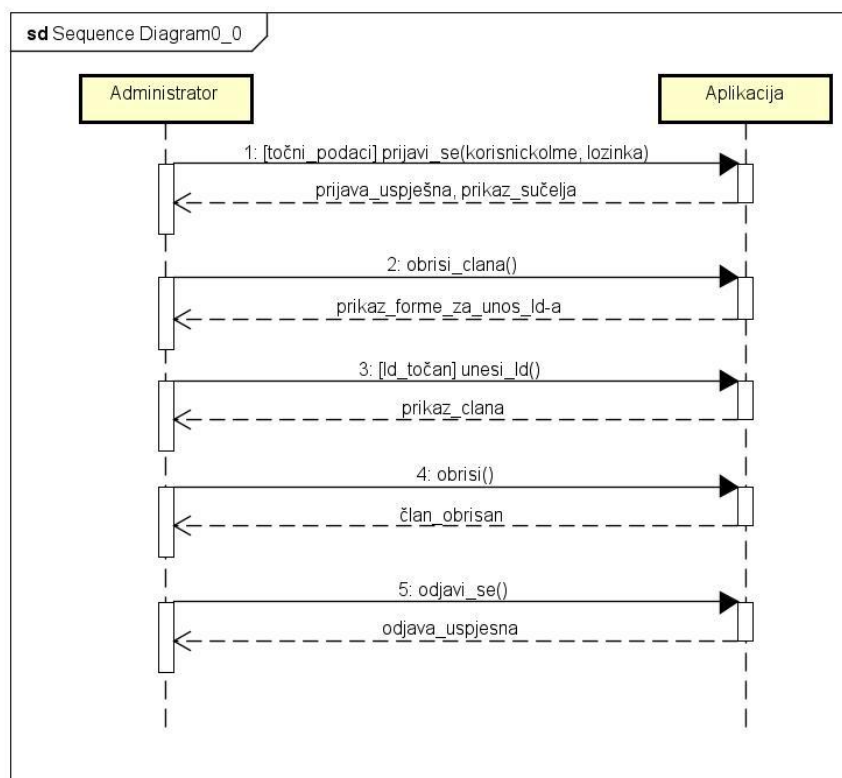 sd Sequence Diagram0_0
Administrator
Aplikacija
1: [točni_podaci] prijavi_se(korisnickoIme, lozinka)
prijava_uspješna, prikaz_sučelja
2: obrisi_clana()
prikaz_forme_za_unos_Id-a
3: [Id_točan] unesi_Id()
prikaz_clana
4: obrisi()
član_obrisan
5: odjavi_se()
odjava_uspjesna